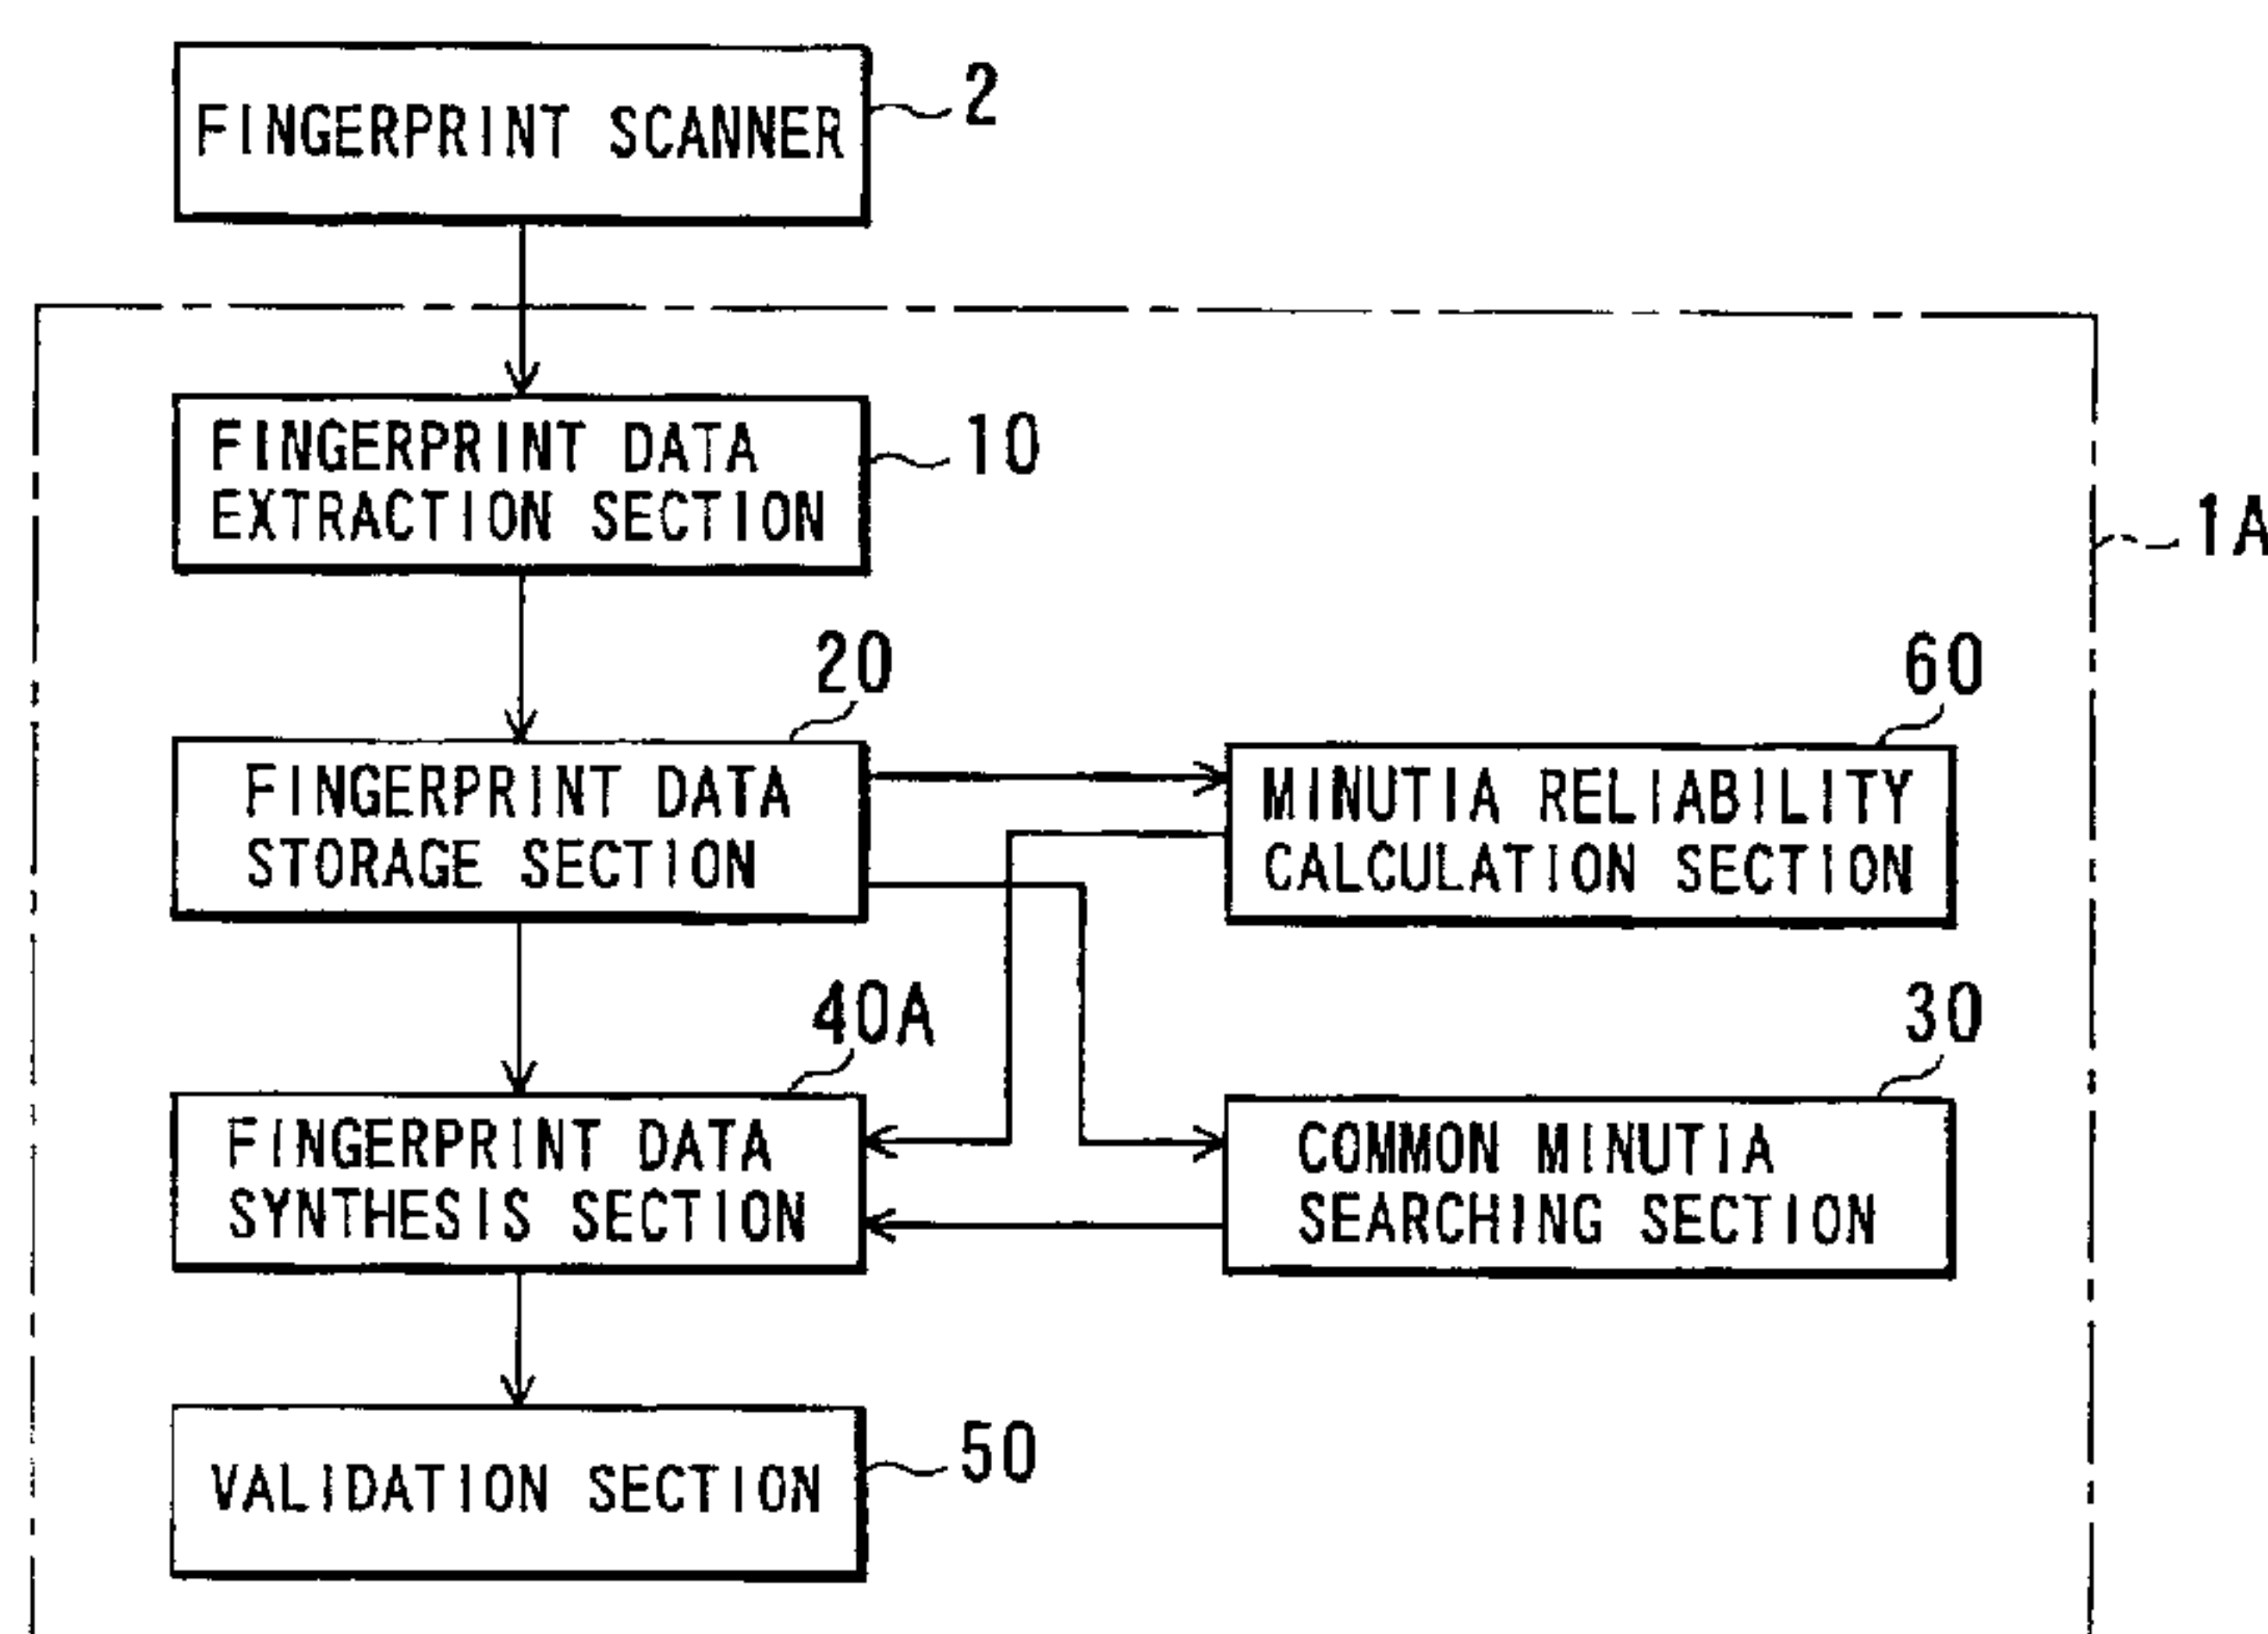 FINGERPRINT SCANNER
2
FINGERPRINT DATA
EXTRACTION SECTION
10
1A
20
60
FINGERPRINT DATA
STORAGE SECTION
MINUTIA RELIABILITY
CALCULATION SECTION
40A
30
FINGERPRINT DATA
SYNTHESIS SECTION
COMMON MINUTIA
SEARCHING SECTION
VALIDATION SECTION
50